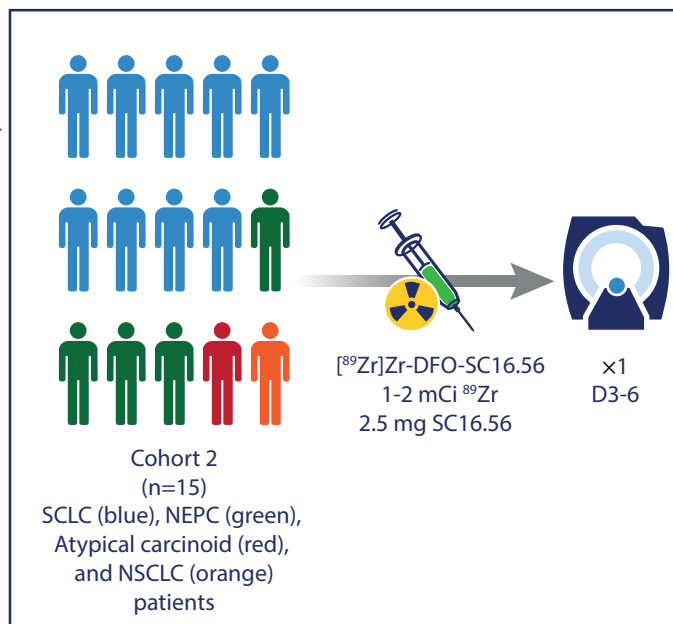 [⁸⁹Zr]Zr-DFO-SC16.56
1-2 mCi ⁸⁹Zr
2.5 mg SC16.56
×1
D3-6
Cohort 2
(n=15)
SCLC (blue), NEPC (green),
Atypical carcinoid (red),
and NSCLC (orange)
patients